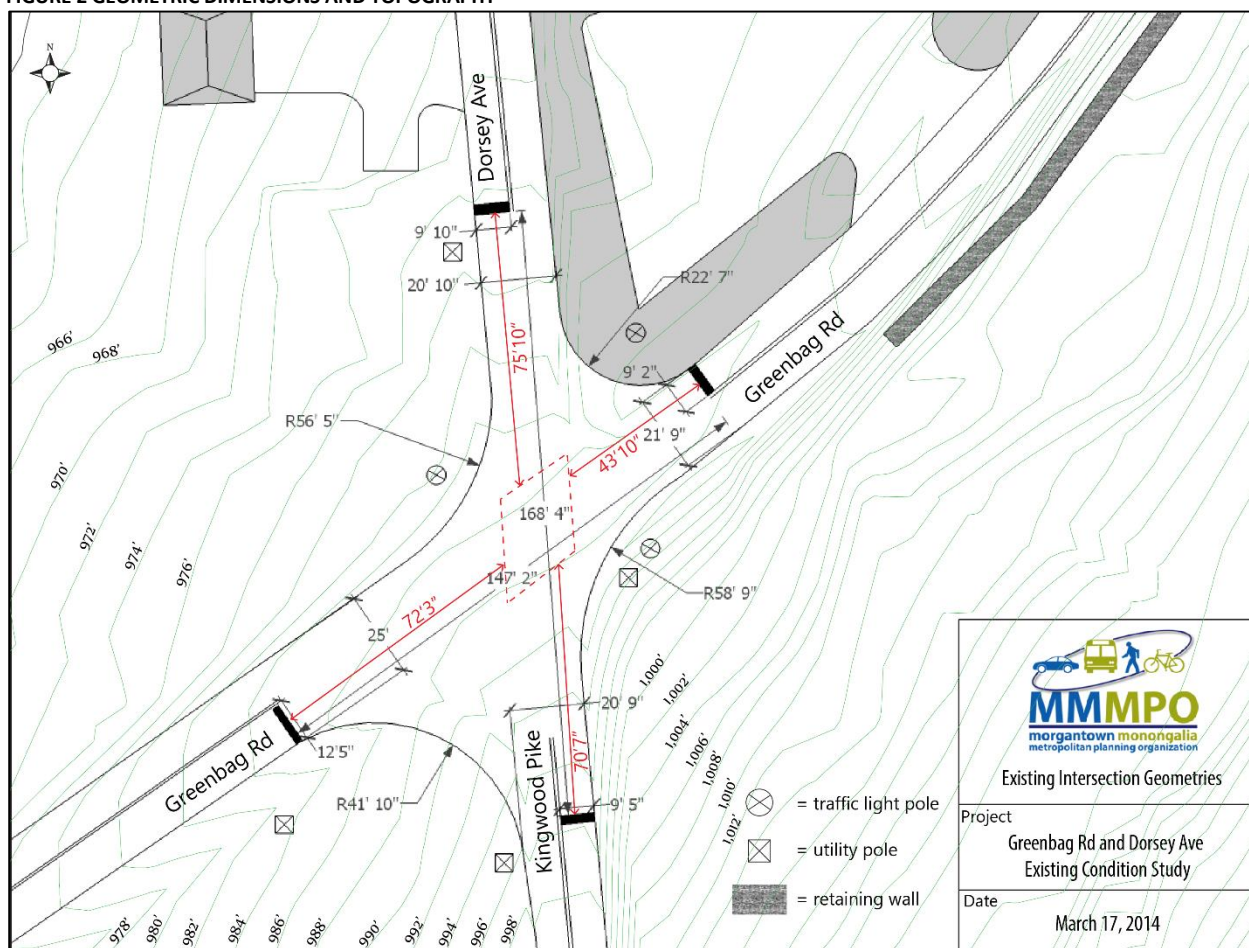 FIGURE 2 GEOMETRIC DIMENSIONS AND TOPOGRAPHY
N
Dorsey Ave
9' 10"
20' 10"
75'10"
R22' 7"
966'
968'
9' 2"
Greenbag Rd
21' 9"
43'10"
R56' 5"
970'
972'
974'
976'
168' 4"
147' 2"
72'3"
R58' 9"
25'
20' 9"
1,000'
1,002'
1,004'
1,006'
1,008'
1,010'
1,012'
12'5"
Greenbag Rd
R41' 10"
Kingwood Pike
70'7"
9' 5"
978'
980'
982'
984'
986'
988'
990'
992'
994'
996'
998'
= traffic light pole
= utility pole
= retaining wall
MMMPO
morgantown monongalia
metropolitan planning organization
Existing Intersection Geometries
Project
Greenbag Rd and Dorsey Ave
Existing Condition Study
Date
March 17, 2014